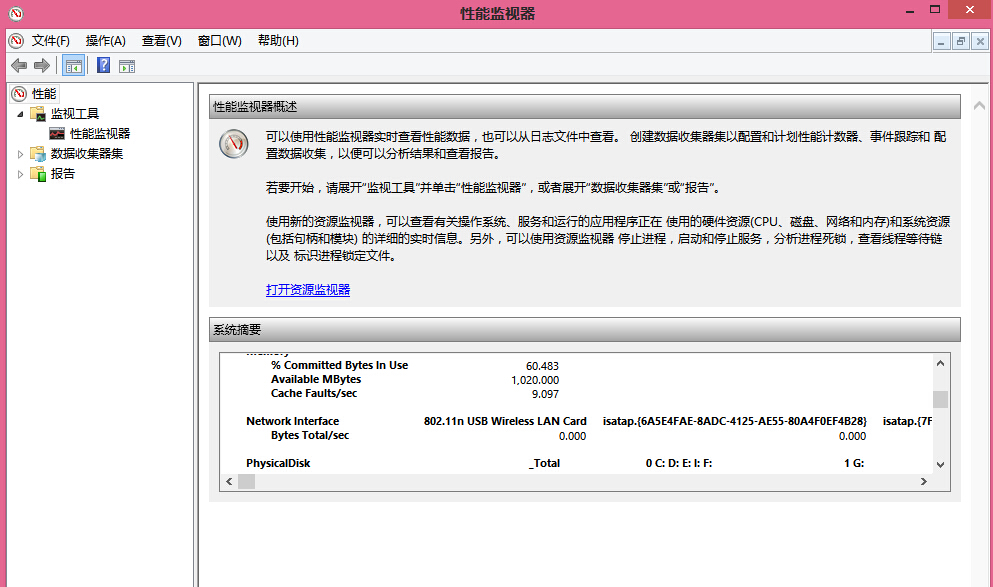 性能监视器
文件(F) 操作(A) 查看(V) 窗口(W) 帮助(H)
性能
监视工具
性能监视器
数据收集器集
报告
性能监视器概述
可以使用性能监视器实时查看性能数据，也可以从日志文件中查看。 创建数据收集器集以配置和计划性能计数器、事件跟踪和 配
置数据收集，以便可以分析结果和查看报告。
若要开始，请展开"监视工具"并单击"性能监视器"，或者展开"数据收集器集"或"报告"。
使用新的资源监视器，可以查看有关操作系统、服务和运行的应用程序正在 使用的硬件资源(CPU、磁盘、网络和内存)和系统资源
(包括句柄和模块) 的详细的实时信息。另外，可以使用资源监视器 停止进程，启动和停止服务，分析进程死锁，查看线程等待链
以及 标识进程锁定文件。
打开资源监视器
系统摘要
% Committed Bytes In Use 60.483
Available MBytes 1,020.000
Cache Faults/sec 9.097
Network Interface 802.11n USB Wireless LAN Card isatap.{6A5E4FAE-8ADC-4125-AE55-80A4F0EF4B28} isatap.{7F
Bytes Total/sec 0.000 0.000
PhysicalDisk _Total 0 C: D: E: I: F: 1 G: